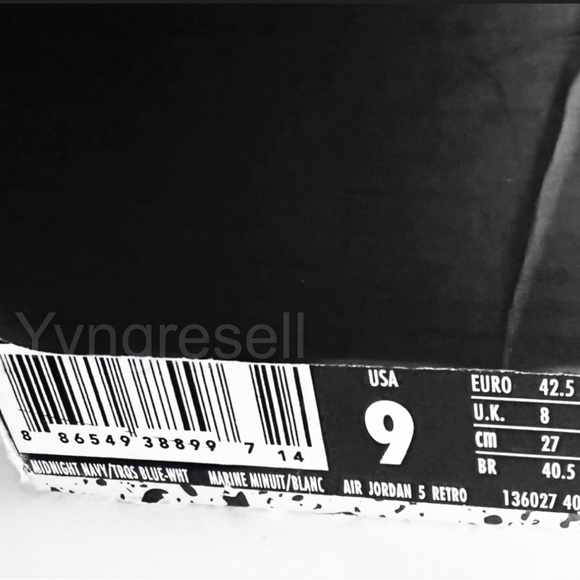 Yvngresell
USA
9
EURO 42.5
U.K. 8
cm 27
BR 40.5
8 86549 38899 7 14
MIDNIGHT NAVY/TROS BLUE-WHT MARINE MINUIT/BLANC AIR JORDAN 5 RETRO 136027 40